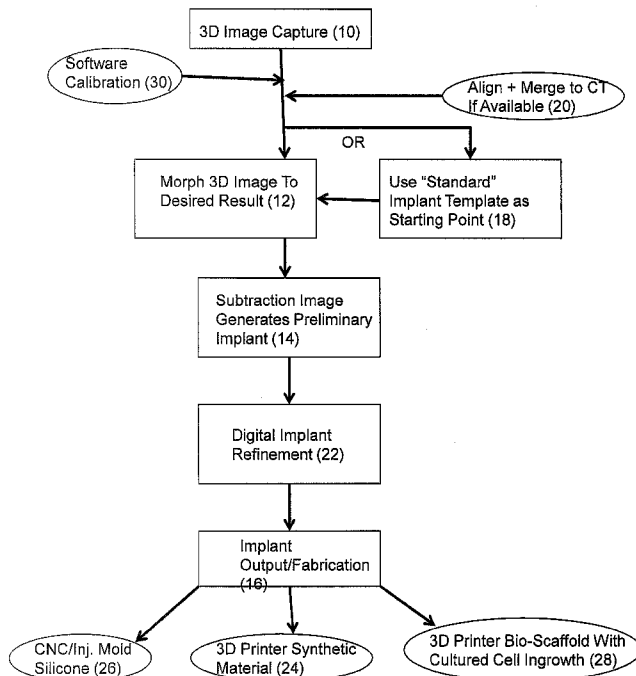 3D Image Capture (10)
Software
Calibration (30)
Align + Merge to CT
If Available (20)
OR
Morph 3D Image To
Desired Result (12)
Use “Standard”
Implant Template as
Starting Point (18)
Subtraction Image
Generates Preliminary
Implant (14)
Digital Implant
Refinement (22)
Implant
Output/Fabrication
(16)
CNC/Inj. Mold
Silicone (26)
3D Printer Synthetic
Material (24)
3D Printer Bio-Scaffold With
Cultured Cell Ingrowth (28)